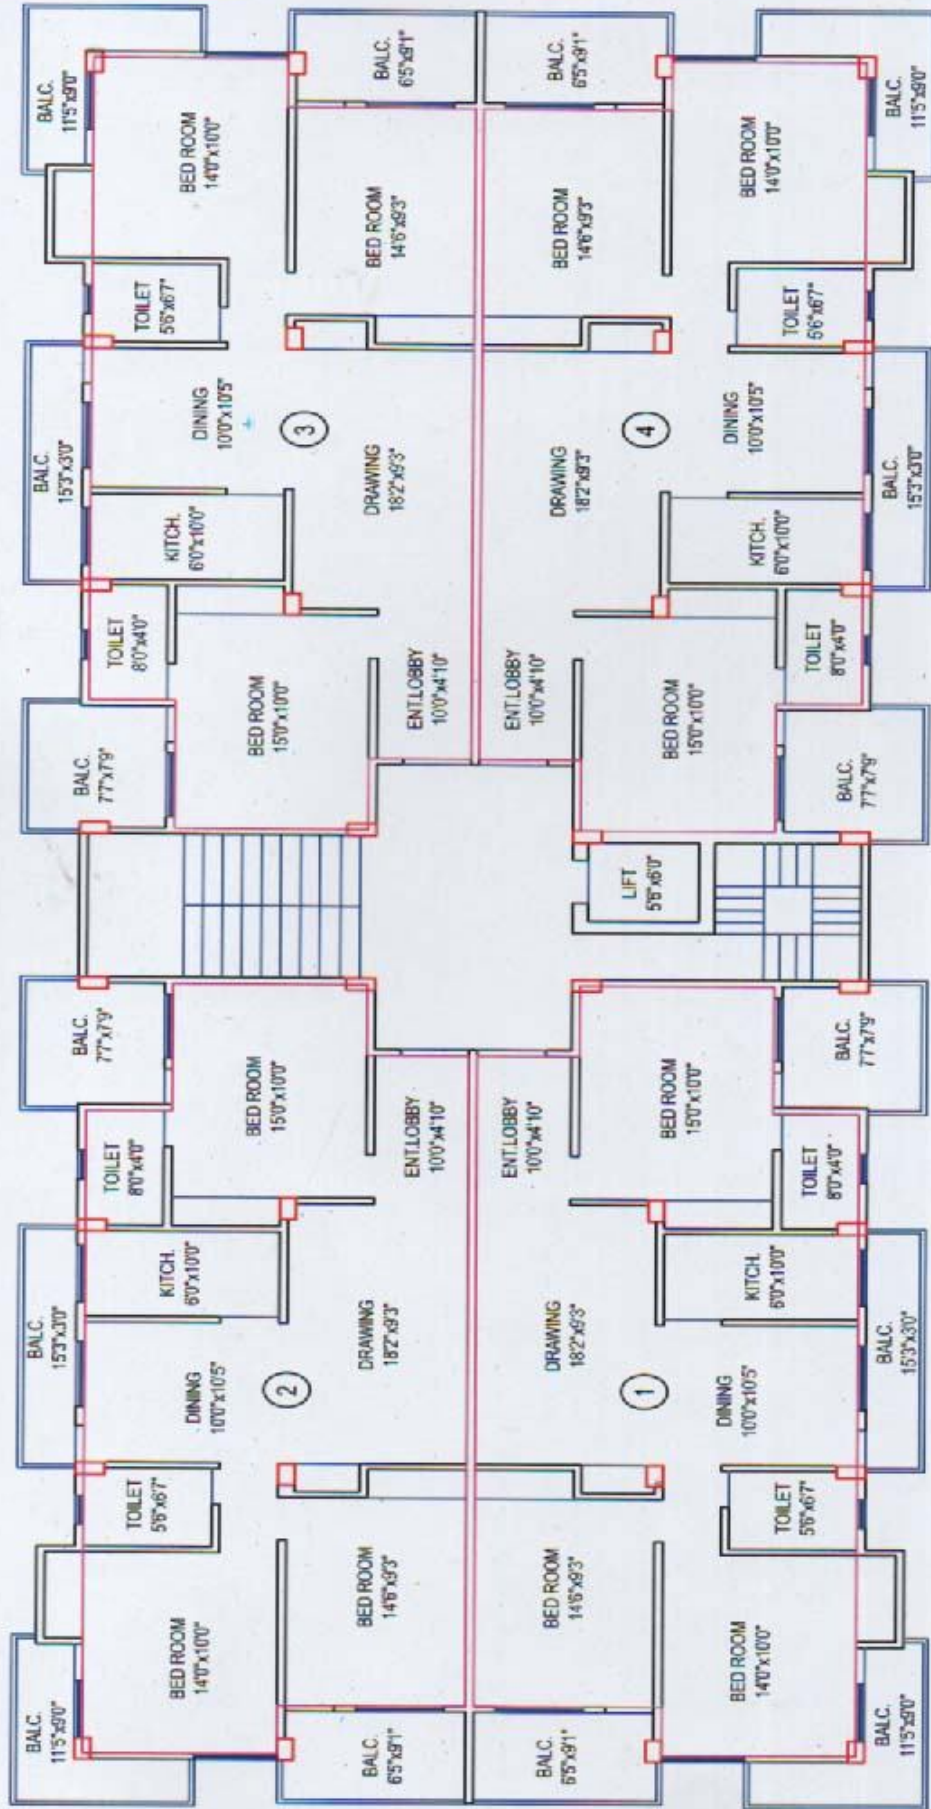 BALC.
11'5"x9'0"
BED ROOM
14'0"x10'0"
BALC.
6'5"x9'1"
BALC.
6'5"x9'1"
BED ROOM
14'0"x10'0"
BALC.
11'5"x9'0"
TOILET
5'6"x6'7"
BED ROOM
14'6"x9'3"
BED ROOM
14'6"x9'3"
TOILET
5'6"x6'7"
BALC.
15'3"x3'0"
DINING
10'0"x10'5"
3
DRAWING
18'2"x9'3"
DRAWING
18'2"x9'3"
4
DINING
10'0"x10'5"
BALC.
15'3"x3'0"
KITCH.
6'0"x10'0"
KITCH.
6'0"x10'0"
TOILET
8'0"x4'0"
BED ROOM
15'0"x10'0"
ENT.LOBBY
10'0"x4'10"
ENT.LOBBY
10'0"x4'10"
BED ROOM
15'0"x10'0"
TOILET
8'0"x4'0"
BALC.
7'7"x7'9"
BALC.
7'7"x7'9"
LIFT
5'6"x6'0"
BALC.
7'7"x7'9"
BED ROOM
15'0"x10'0"
ENT.LOBBY
10'0"x4'10"
ENT.LOBBY
10'0"x4'10"
BED ROOM
15'0"x10'0"
BALC.
7'7"x7'9"
TOILET
8'0"x4'0"
TOILET
8'0"x4'0"
KITCH.
6'0"x10'0"
KITCH.
6'0"x10'0"
BALC.
15'3"x3'0"
DINING
10'0"x10'5"
2
DRAWING
18'2"x9'3"
DRAWING
18'2"x9'3"
1
DINING
10'0"x10'5"
BALC.
15'3"x3'0"
TOILET
5'6"x6'7"
TOILET
5'6"x6'7"
BED ROOM
14'0"x10'0"
BED ROOM
14'6"x9'3"
BED ROOM
14'6"x9'3"
BED ROOM
14'0"x10'0"
BALC.
11'5"x9'0"
BALC.
6'5"x9'1"
BALC.
6'5"x9'1"
BALC.
11'5"x9'0"